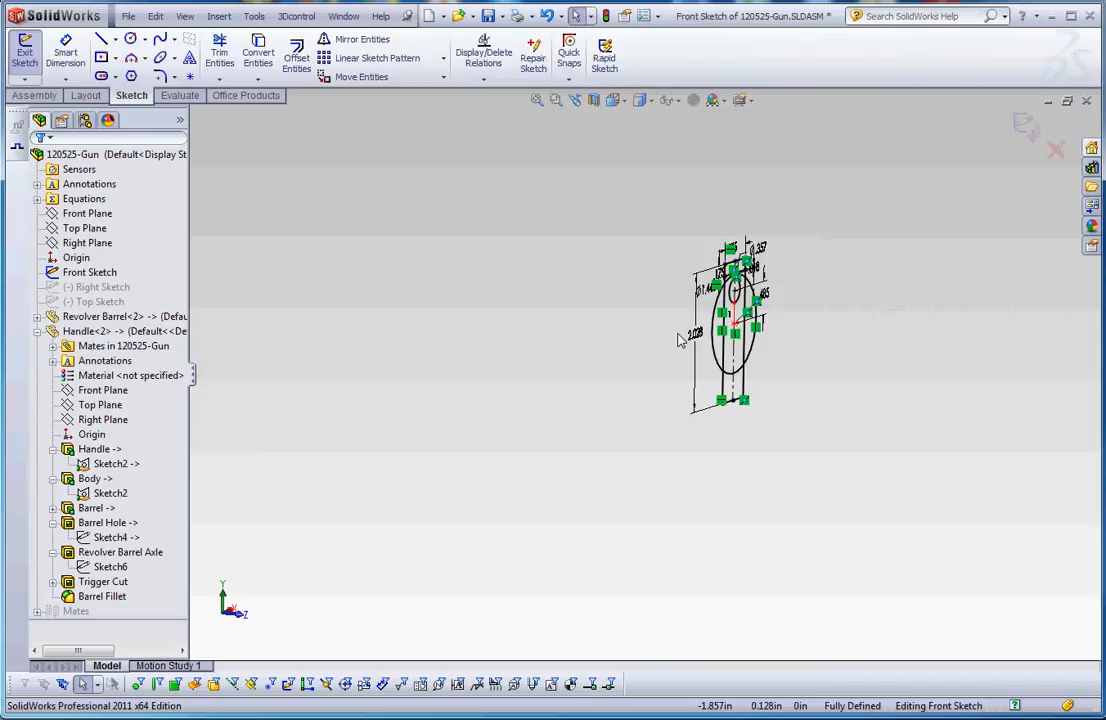 SolidWorks File Edit View Insert Tools 3Dcontrol Window Help Front Sketch of 120525-Gun.SLDASM * Search SolidWorks Help
Exit Sketch Smart Dimension Trim Entities Convert Entities Offset Entities Mirror Entities Linear Sketch Pattern Move Entities Display/Delete Relations Repair Sketch Quick Snaps Rapid Sketch
Assembly Layout Sketch Evaluate Office Products
120525-Gun (Default<Display St
Sensors
Annotations
Equations
Front Plane
Top Plane
Right Plane
Origin
Front Sketch
(-) Right Sketch
(-) Top Sketch
Revolver Barrel<2> -> (Defau
Handle<2> -> (Default<<De
Mates in 120525-Gun
Annotations
Material <not specified>
Front Plane
Top Plane
Right Plane
Origin
Handle ->
Sketch2 ->
Body ->
Sketch2
Barrel ->
Barrel Hole ->
Sketch4 ->
Revolver Barrel Axle
Sketch6
Trigger Cut
Barrel Fillet
Mates
2.028
Y
Z
Model Motion Study 1
SolidWorks Professional 2011 x64 Edition -1.857in 0.128in 0in Fully Defined Editing Front Sketch